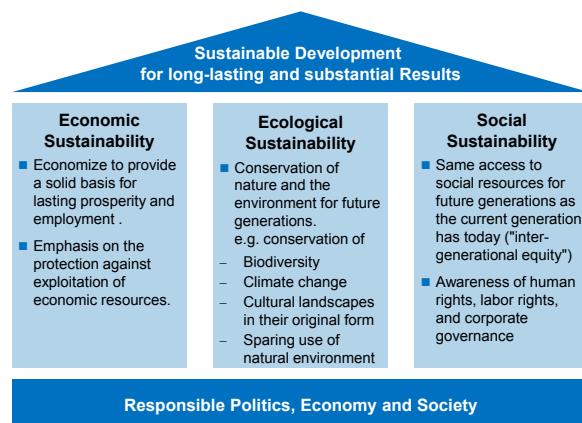 Sustainable Development
for long-lasting and substantial Results
Economic
Sustainability
■ Economize to provide
a solid basis for
lasting prosperity and
employment .
■ Emphasis on the
protection against
exploitation of
economic resources.
Ecological
Sustainability
■ Conservation of
nature and the
environment for future
generations.
e.g. conservation of
– Biodiversity
– Climate change
– Cultural landscapes
in their original form
– Sparing use of
natural environment
Social
Sustainability
■ Same access to
social resources for
future generations as
the current generation
has today ("inter-
generational equity")
■ Awareness of human
rights, labor rights,
and corporate
governance
Responsible Politics, Economy and Society